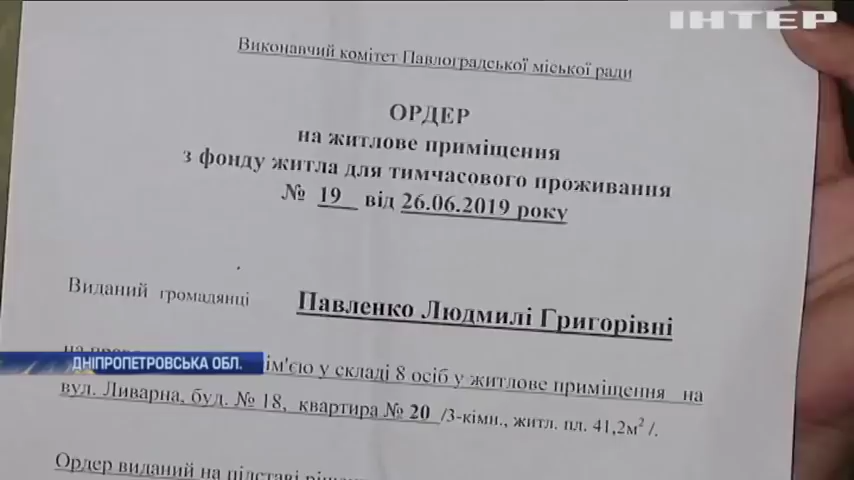 ІНТЕР
Виконавчий комітет Павлоградської міської ради
ОРДЕР
на житлове приміщення
з фонду житла для тимчасового проживання
№ 19 від 26.06.2019 року
Виданий громадянці Павленко Людмилі Григорівні
ім'єю у складі 8 осіб у житлове приміщення на
ДНІПРОПЕТРОВСЬКА ОБЛ.
вул. Ливарна, буд. № 18, квартира № 20 /3-кімн., житл. пл. 41,2м² /.
Ордер виданий на підставі